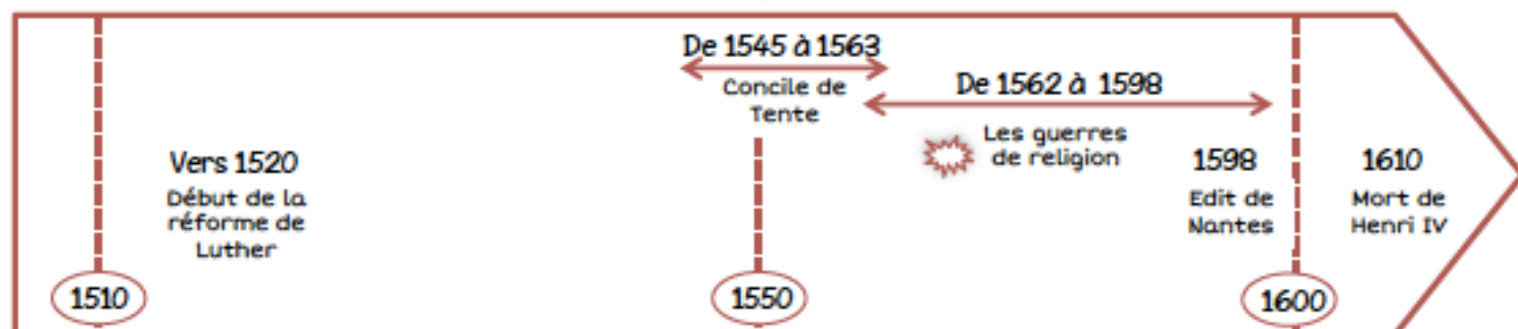 De 1545 à 1563
Concile de
Tente
De 1562 à 1598
Les guerres
de religion
Vers 1520
Début de la
réforme de
Luther
1598
Edit de
Nantes
1610
Mort de
Henri IV
1510
1550
1600